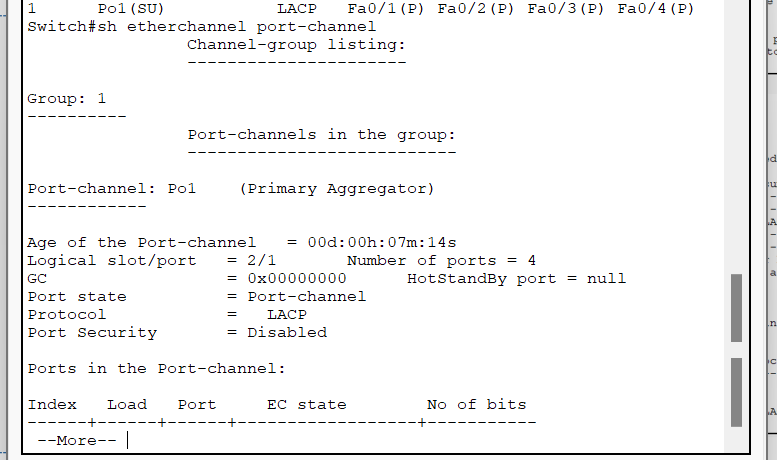 1      Po1(SU)           LACP   Fa0/1(P) Fa0/2(P) Fa0/3(P) Fa0/4(P)
Switch#sh etherchannel port-channel
                Channel-group listing:
                ----------------------

Group: 1
----------
                Port-channels in the group:
                ---------------------------

Port-channel: Po1    (Primary Aggregator)
------------

Age of the Port-channel   = 00d:00h:07m:14s
Logical slot/port   = 2/1       Number of ports = 4
GC                  = 0x00000000      HotStandBy port = null
Port state          = Port-channel
Protocol            =   LACP
Port Security       = Disabled

Ports in the Port-channel:

Index   Load   Port      EC state        No of bits
------+------+------+------------------+-----------
 --More--